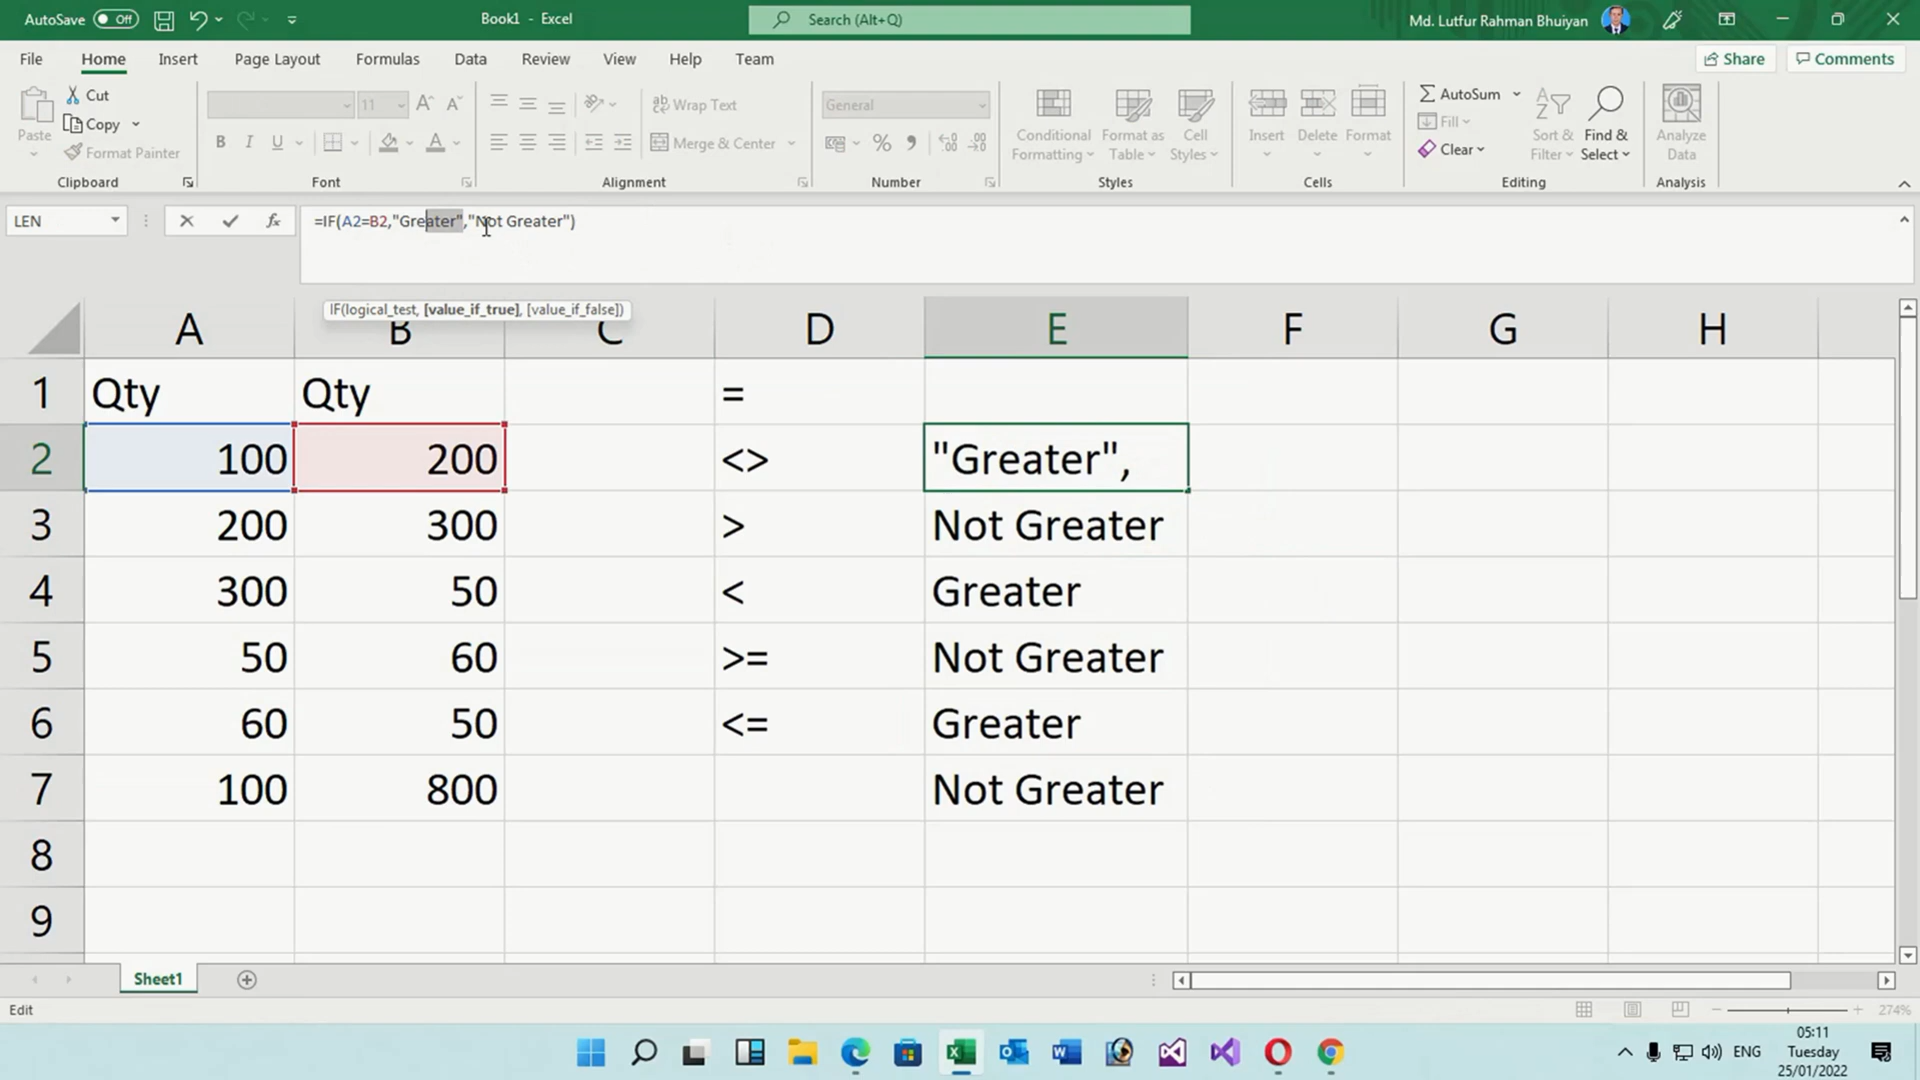 AutoSave Off Book1 - Excel Search (Alt+Q) Md. Lutfur Rahman Bhuiyan
File Home Insert Page Layout Formulas Data Review View Help Team Share Comments
Paste Cut
Copy
Format Painter
Clipboard
11
B I U
Font
Wrap Text
Merge & Center
Alignment
General
%
Number
Conditional Formatting
Format as Table
Cell Styles
Styles
Insert Delete Format
Cells
AutoSum
Fill
Clear
Sort & Filter
Find & Select
Editing
Analyze Data
Analysis
LEN fx =IF(A2=B2,"Greater","Not Greater")
IF(logical_test, [value_if_true], [value_if_false])
A B C D E F G H
1 Qty Qty =
2 100 200 <> "Greater",
3 200 300 > Not Greater
4 300 50 < Greater
5 50 60 >= Not Greater
6 60 50 <= Greater
7 100 800 Not Greater
8
9
Sheet1
Edit 274%
ENG
05:11
Tuesday
25/01/2022